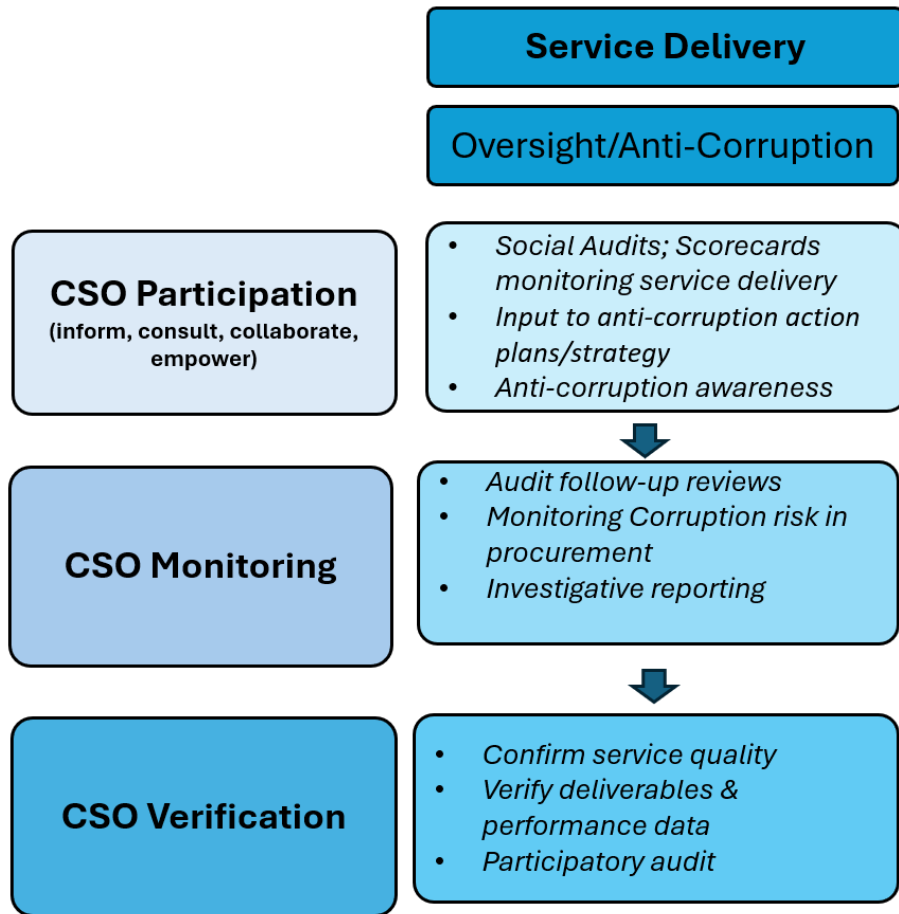 Service Delivery
Oversight/Anti-Corruption
CSO Participation
(inform, consult, collaborate,
empower)
• Social Audits; Scorecards
monitoring service delivery
• Input to anti-corruption action
plans/strategy
• Anti-corruption awareness
CSO Monitoring
• Audit follow-up reviews
• Monitoring Corruption risk in
procurement
• Investigative reporting
CSO Verification
• Confirm service quality
• Verify deliverables &
performance data
• Participatory audit